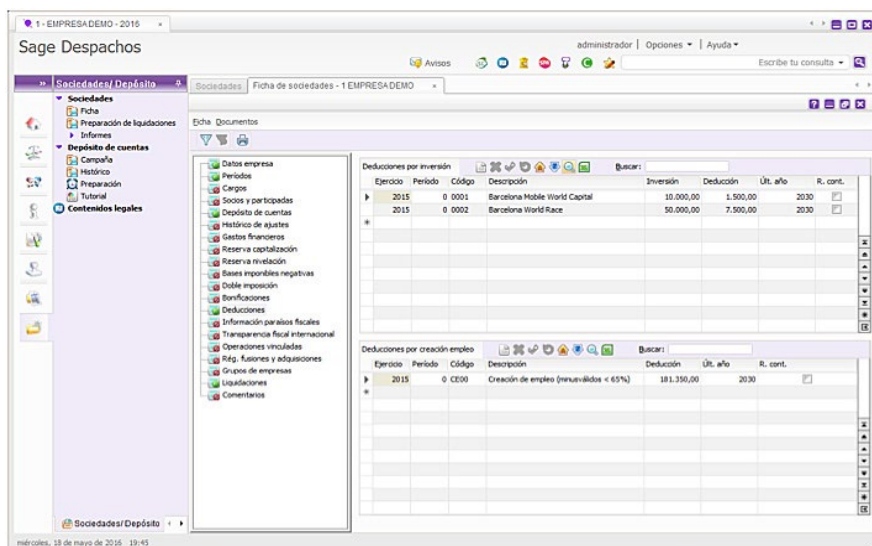 1 - EMPRESA DEMO - 2016
Sage Despachos
administrador | Opciones | Ayuda
Avisos
Escribe tu consulta
Sociedades/ Depósito
Sociedades
Ficha
Preparación de liquidaciones
Informes
Depósito de cuentas
Campaña
Histórico
Preparación
Tutorial
Contenidos legales
Sociedades/ Depósito
Sociedades
Ficha de sociedades - 1 EMPRESA DEMO
Ficha Documentos
Datos empresa
Períodos
Cargos
Socios y participadas
Depósito de cuentas
Histórico de ajustes
Gastos financieros
Reserva capitalización
Reserva nivelación
Bases imponibles negativas
Doble imposición
Bonificaciones
Deducciones
Información paraísos fiscales
Transparencia fiscal internacional
Operaciones vinculadas
Rég. fusiones y adquisiciones
Grupos de empresas
Liquidaciones
Comentarios
Deducciones por inversión Buscar:
Ejercicio Período Código Descripción Inversión Deducción Últ. año R. cont.
2015 0 0001 Barcelona Mobile World Capital 10.000,00 1.500,00 2030
2015 0 0002 Barcelona World Race 50.000,00 7.500,00 2030
Deducciones por creación empleo Buscar:
Ejercicio Período Código Descripción Deducción Últ. año R. cont.
2015 0 CE00 Creación de empleo (minusválidos < 65%) 181.350,00 2030
miércoles, 18 de mayo de 2016 19:45